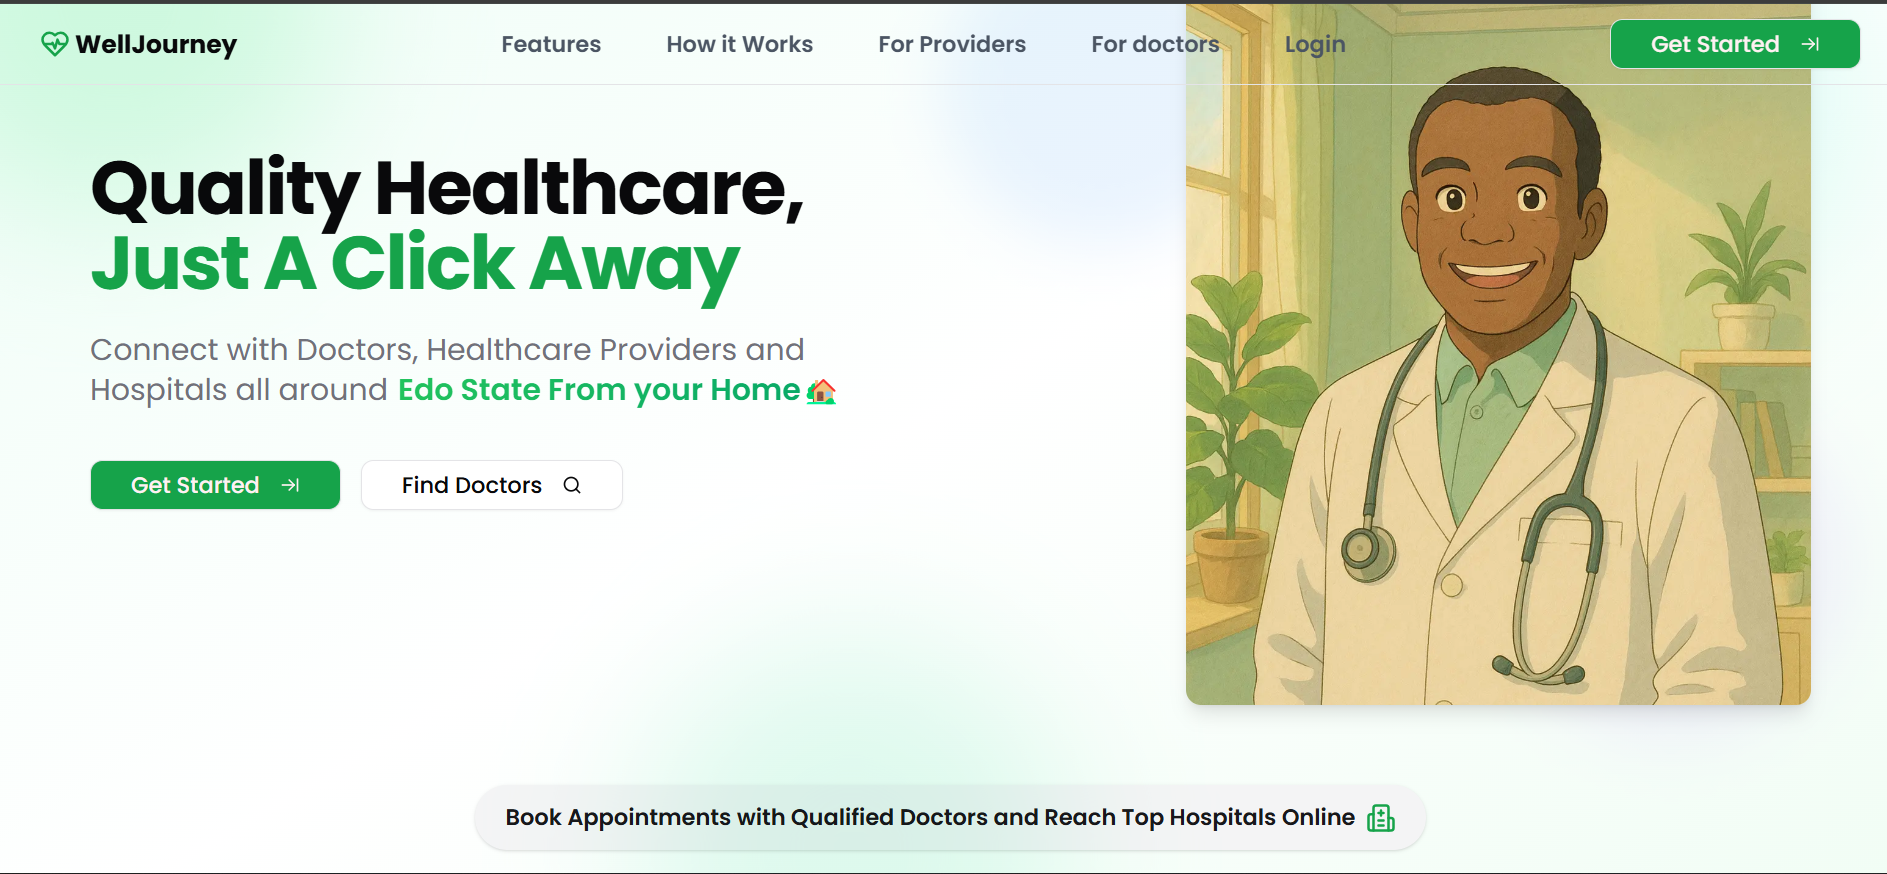 WellJourney
Features
How it Works
For Providers
For doctors
Login
Get Started
Quality Healthcare,
Just A Click Away
Connect with Doctors, Healthcare Providers and
Hospitals all around Edo State From your Home
Get Started
Find Doctors
Book Appointments with Qualified Doctors and Reach Top Hospitals Online